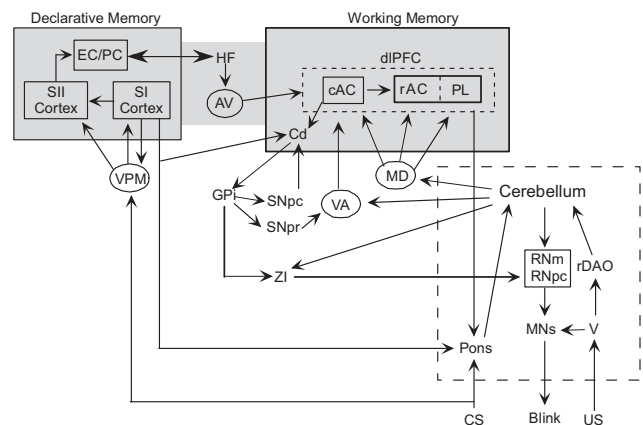 Declarative Memory
Working Memory
dlPFC
EC/PC
HF
SII
Cortex
SI
Cortex
AV
cAC
rAC
PL
Cd
VPM
MD
GPi
SNpc
SNpr
VA
Cerebellum
ZI
RNm
RNpc
rDAO
Pons
MNs
V
CS
Blink
US